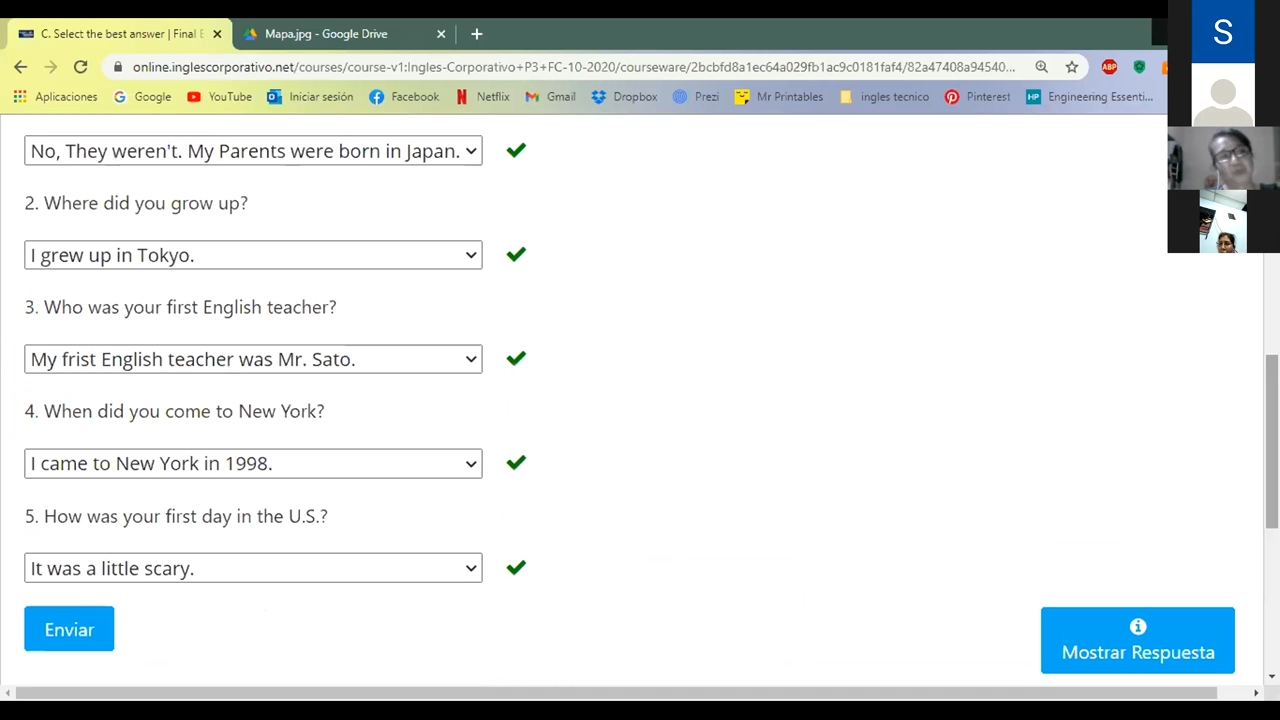 C. Select the best answer | Final E
Mapa.jpg - Google Drive
S
online.inglescorporativo.net/courses/course-v1:Ingles-Corporativo+P3+FC-10-2020/courseware/2bcbfd8a1ec64a029fb1ac9c0181faf4/82a47408a94540...
ABP
Aplicaciones
Google
YouTube
Iniciar sesión
Facebook
Netflix
Gmail
Dropbox
Prezi
Mr Printables
ingles tecnico
Pinterest
HP
Engineering Essenti...
No, They weren't. My Parents were born in Japan.
2. Where did you grow up?
I grew up in Tokyo.
3. Who was your first English teacher?
My frist English teacher was Mr. Sato.
4. When did you come to New York?
I came to New York in 1998.
5. How was your first day in the U.S.?
It was a little scary.
Enviar
Mostrar Respuesta